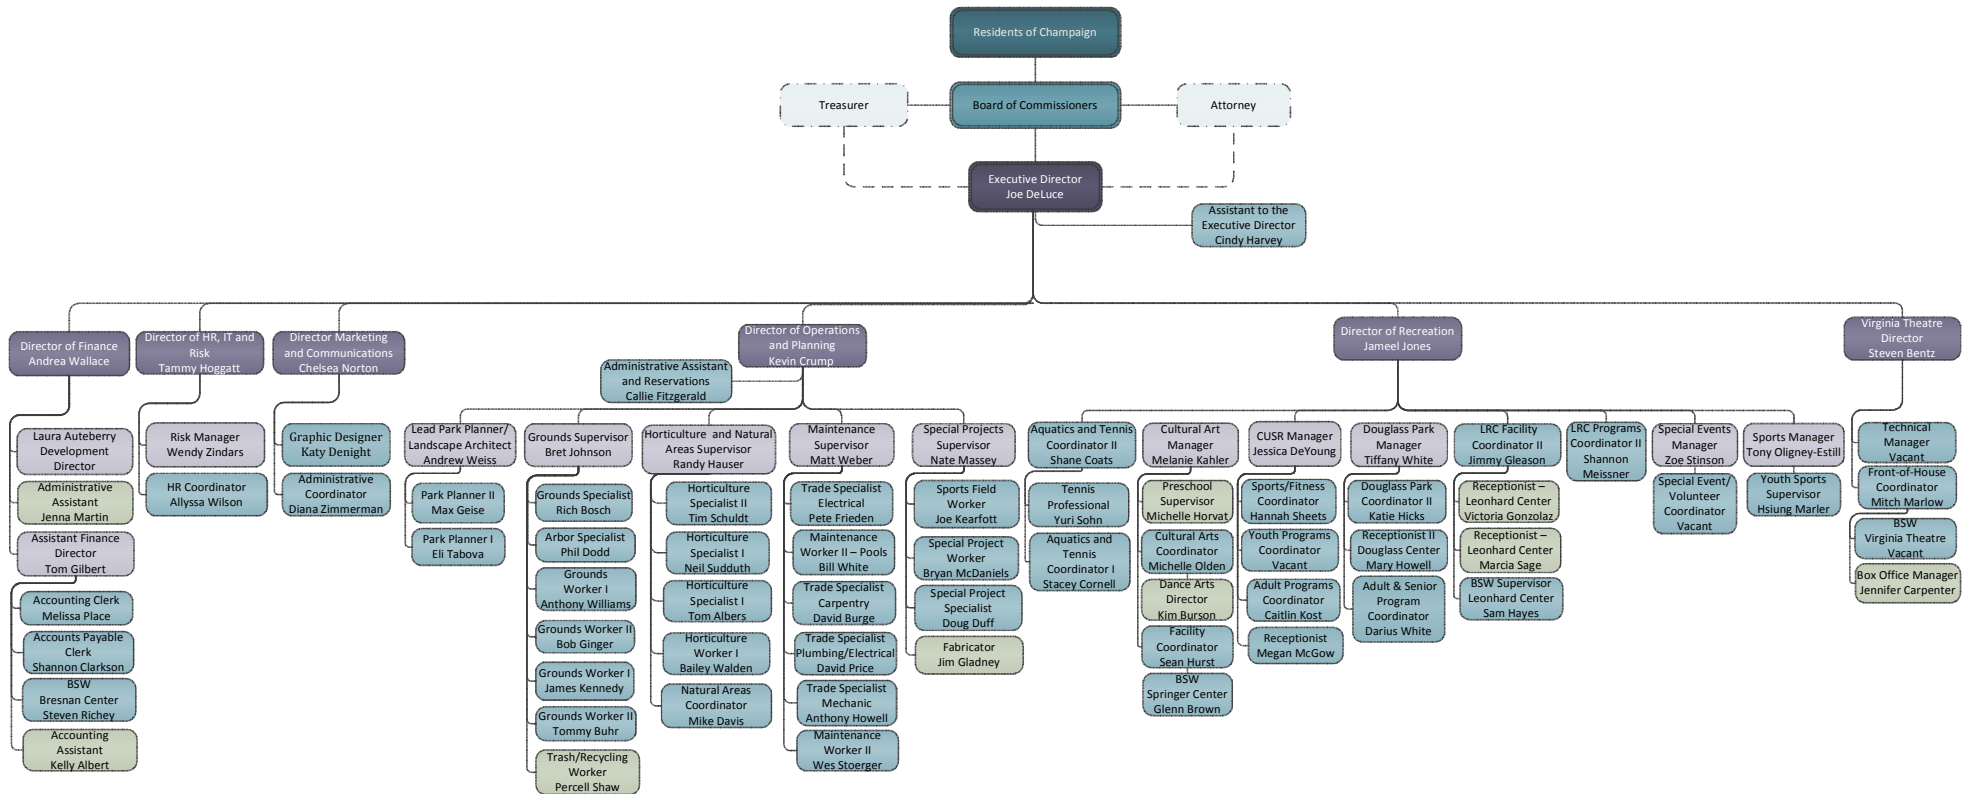 Residents of Champaign
Treasurer
Board of Commissioners
Attorney
Executive Director
Joe DeLuce
Assistant to the
Executive Director
Cindy Harvey
Director of Finance
Andrea Wallace
Laura Auteberry
Development
Director
Administrative
Assistant
Jenna Martin
Assistant Finance
Director
Tom Gilbert
Accounting Clerk
Melissa Place
Accounts Payable
Clerk
Shannon Clarkson
BSW
Bresnan Center
Steven Richey
Accounting
Assistant
Kelly Albert
Director of HR, IT and
Risk
Tammy Hoggatt
Risk Manager
Wendy Zindars
HR Coordinator
Allyssa Wilson
Director Marketing
and Communications
Chelsea Norton
Graphic Designer
Katy Denight
Administrative
Coordinator
Diana Zimmerman
Director of Operations
and Planning
Kevin Crump
Administrative Assistant
and Reservations
Callie Fitzgerald
Lead Park Planner/
Landscape Architect
Andrew Weiss
Park Planner II
Max Geise
Park Planner I
Eli Tabova
Grounds Supervisor
Bret Johnson
Grounds Specialist
Rich Bosch
Arbor Specialist
Phil Dodd
Grounds
Worker I
Anthony Williams
Grounds Worker II
Bob Ginger
Grounds Worker I
James Kennedy
Grounds Worker II
Tommy Buhr
Trash/Recycling
Worker
Percell Shaw
Horticulture and Natural
Areas Supervisor
Randy Hauser
Horticulture
Specialist II
Tim Schuldt
Horticulture
Specialist I
Neil Sudduth
Horticulture
Specialist I
Tom Albers
Horticulture
Worker I
Bailey Walden
Natural Areas
Coordinator
Mike Davis
Maintenance
Supervisor
Matt Weber
Trade Specialist
Electrical
Pete Frieden
Maintenance
Worker II – Pools
Bill White
Trade Specialist
Carpentry
David Burge
Trade Specialist
Plumbing/Electrical
David Price
Trade Specialist
Mechanic
Anthony Howell
Maintenance
Worker II
Wes Stoerger
Special Projects
Supervisor
Nate Massey
Sports Field
Worker
Joe Kearfott
Special Project
Worker
Bryan McDaniels
Special Project
Specialist
Doug Duff
Fabricator
Jim Gladney
Director of Recreation
Jameel Jones
Aquatics and Tennis
Coordinator II
Shane Coats
Tennis
Professional
Yuri Sohn
Aquatics and
Tennis
Coordinator I
Stacey Cornell
Cultural Art
Manager
Melanie Kahler
Preschool
Supervisor
Michelle Horvat
Cultural Arts
Coordinator
Michelle Olden
Dance Arts
Director
Kim Burson
Facility
Coordinator
Sean Hurst
BSW
Springer Center
Glenn Brown
CUSR Manager
Jessica DeYoung
Sports/Fitness
Coordinator
Hannah Sheets
Youth Programs
Coordinator
Vacant
Adult Programs
Coordinator
Caitlin Kost
Receptionist
Megan McGow
Douglass Park
Manager
Tiffany White
Douglass Park
Coordinator II
Katie Hicks
Receptionist II
Douglass Center
Mary Howell
Adult & Senior
Program
Coordinator
Darius White
LRC Facility
Coordinator II
Jimmy Gleason
Receptionist –
Leonhard Center
Victoria Gonzolaz
Receptionist –
Leonhard Center
Marcia Sage
BSW Supervisor
Leonhard Center
Sam Hayes
LRC Programs
Coordinator II
Shannon
Meissner
Special Events
Manager
Zoe Stinson
Special Event/
Volunteer
Coordinator
Vacant
Sports Manager
Tony Oligney-Estill
Youth Sports
Supervisor
Hsiung Marler
Virginia Theatre
Director
Steven Bentz
Technical
Manager
Vacant
Front-of-House
Coordinator
Mitch Marlow
BSW
Virginia Theatre
Vacant
Box Office Manager
Jennifer Carpenter